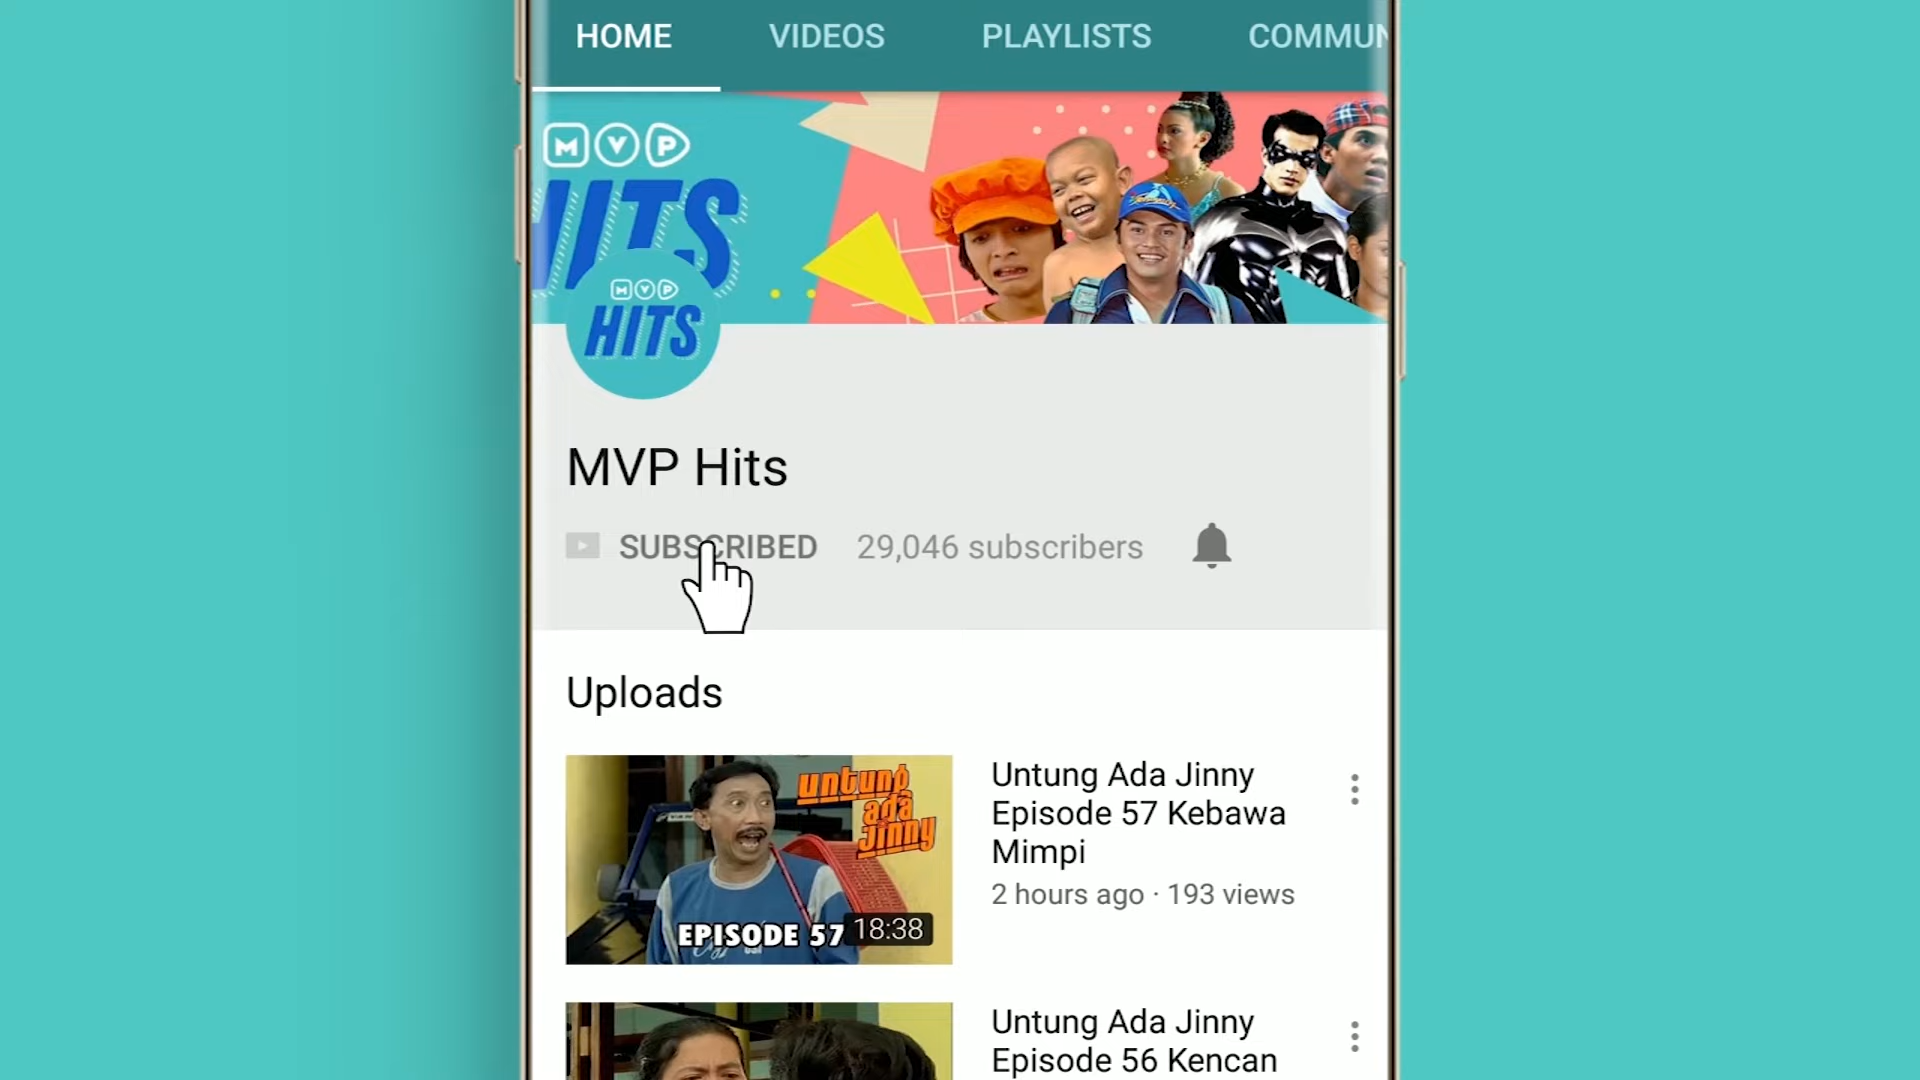 HOME VIDEOS PLAYLISTS COMMUN
MVP
HITS
MVP
HITS
MVP Hits
SUBSCRIBED 29,046 subscribers
Uploads
untung
ada
jinny
EPISODE 57 18:38
Untung Ada Jinny
Episode 57 Kebawa
Mimpi
2 hours ago · 193 views
Untung Ada Jinny
Episode 56 Kencan